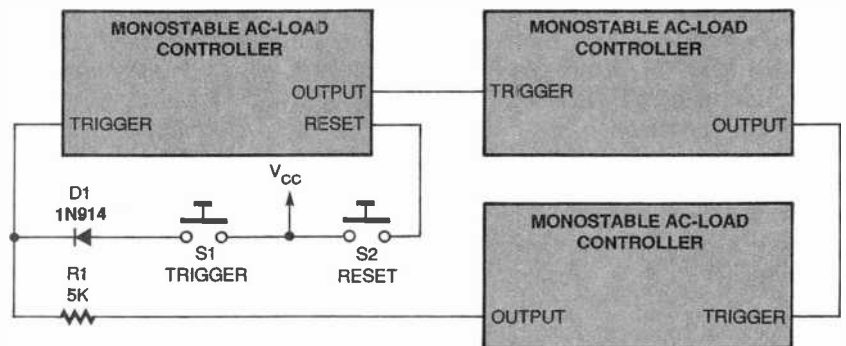 MONOSTABLE AC-LOAD
CONTROLLER
OUTPUT
TRIGGER
RESET
MONOSTABLE AC-LOAD
CONTROLLER
TRIGGER
OUTPUT
VCC
D1
1N914
S1
TRIGGER
S2
RESET
R1
5K
MONOSTABLE AC-LOAD
CONTROLLER
OUTPUT
TRIGGER